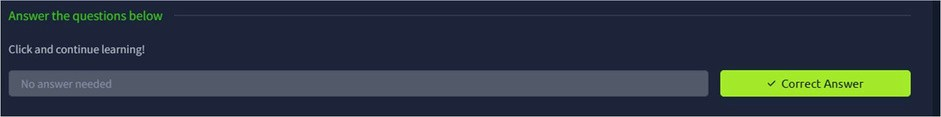 Answer the questions below
Click and continue learning!
No answer needed
✓ Correct Answer